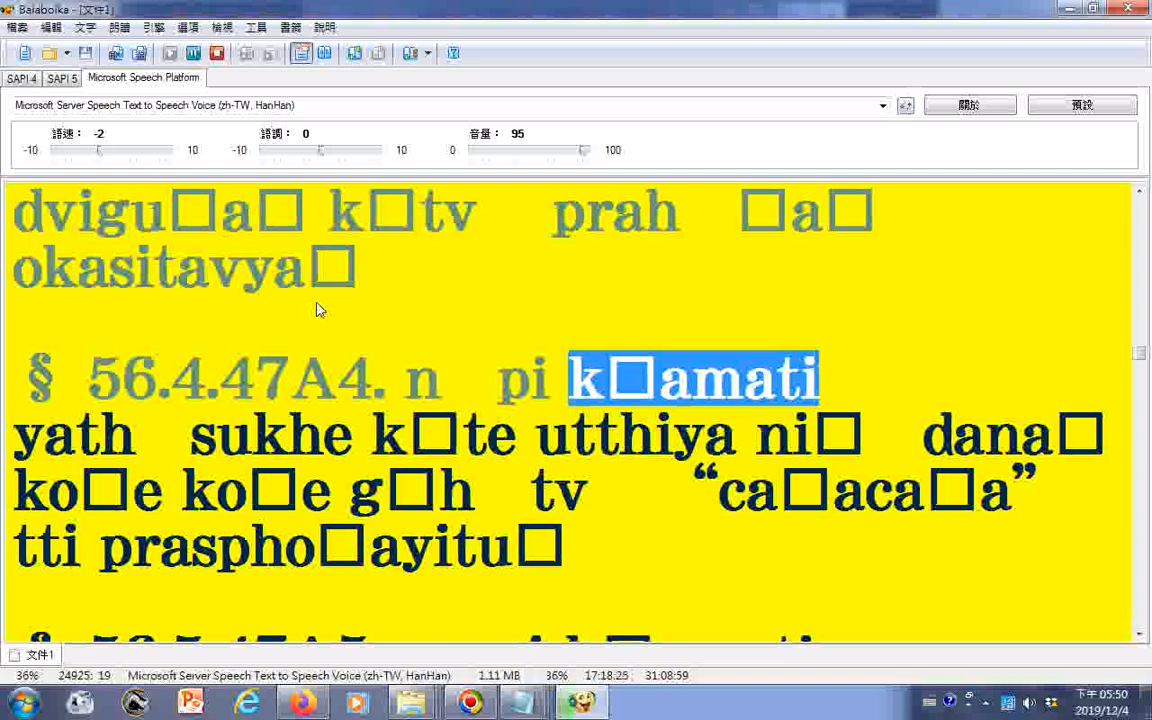 Balabolka - [文件1]
檔案 編輯 文字 朗讀 引擎 選項 檢視 工具 書籤 說明
SAPI 4 SAPI 5 Microsoft Speech Platform
Microsoft Server Speech Text to Speech Voice (zh-TW, HanHan) 關於 預設
語速： -2 語調： 0 音量： 95
-10 10 -10 10 0 100
dvigu□a□ k□tv prah □a□
okasitavya□
§ 56.4.47A4. n pi k□amati
yath sukhe k□te utthiya ni□ dana□
ko□e ko□e g□h tv “ca□aca□a”
tti praspho□ayitu□
文件1
36% 24925: 19 Microsoft Server Speech Text to Speech Voice (zh-TW, HanHan) 1.11 MB 36% 17:18:25 31:08:59
下午 05:50
2019/12/4